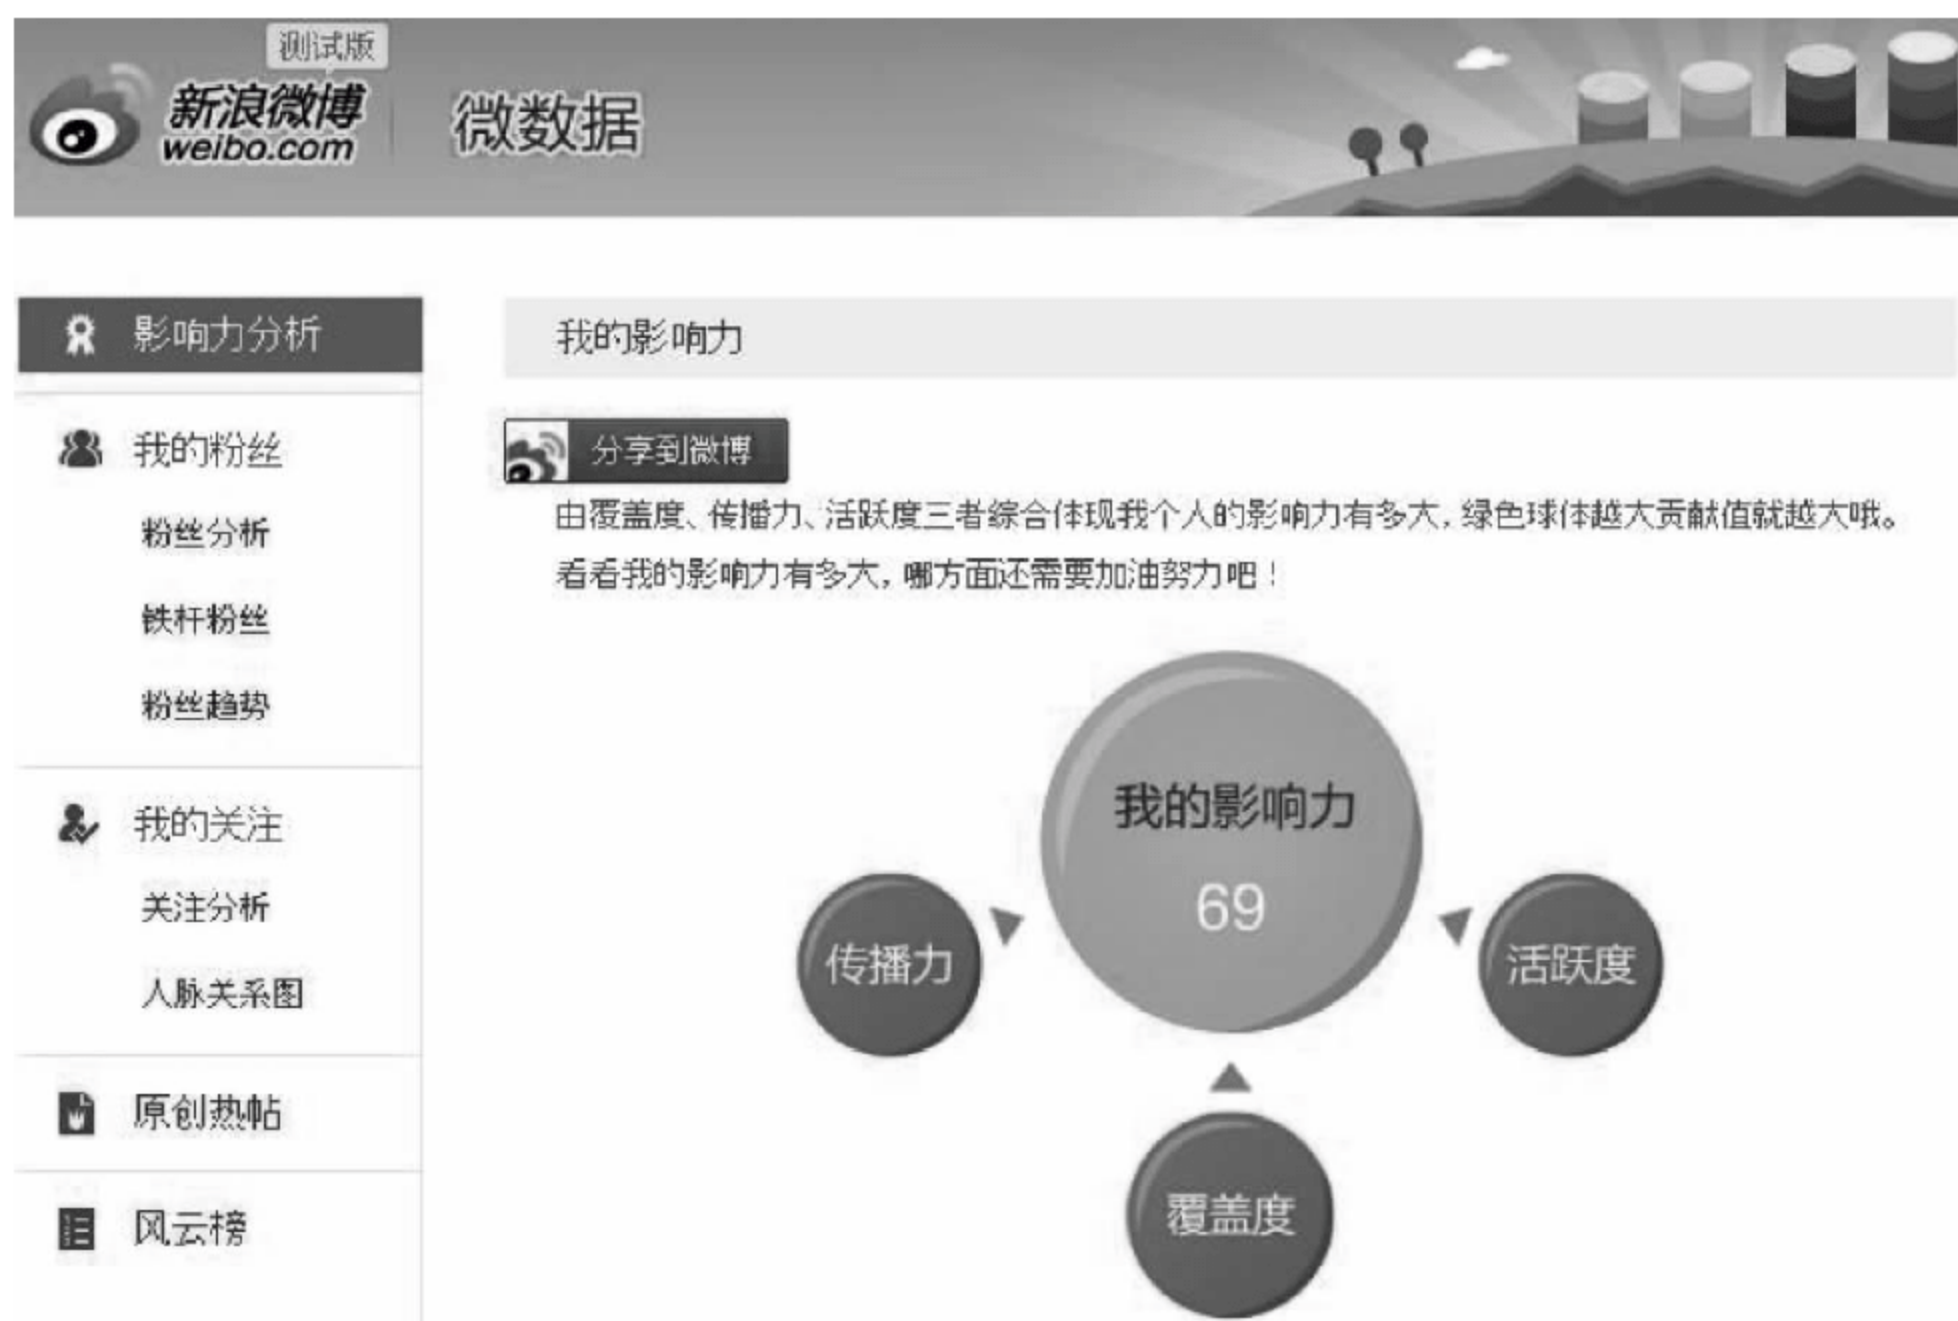 测试版
新浪微博
weibo.com
微数据
影响力分析
我的粉丝
粉丝分析
铁杆粉丝
粉丝趋势
我的关注
关注分析
人脉关系图
原创热帖
风云榜
我的影响力
分享到微博
由覆盖度、传播力、活跃度三者综合体现我个人的影响力有多大，绿色球体越大贡献值就越大哦。
看看我的影响力有多大，哪方面还需要加油努力吧！
我的影响力
69
传播力
活跃度
覆盖度